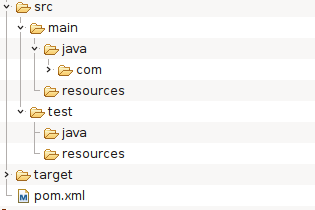 src
main
java
com
resources
test
java
resources
target
pom.xml